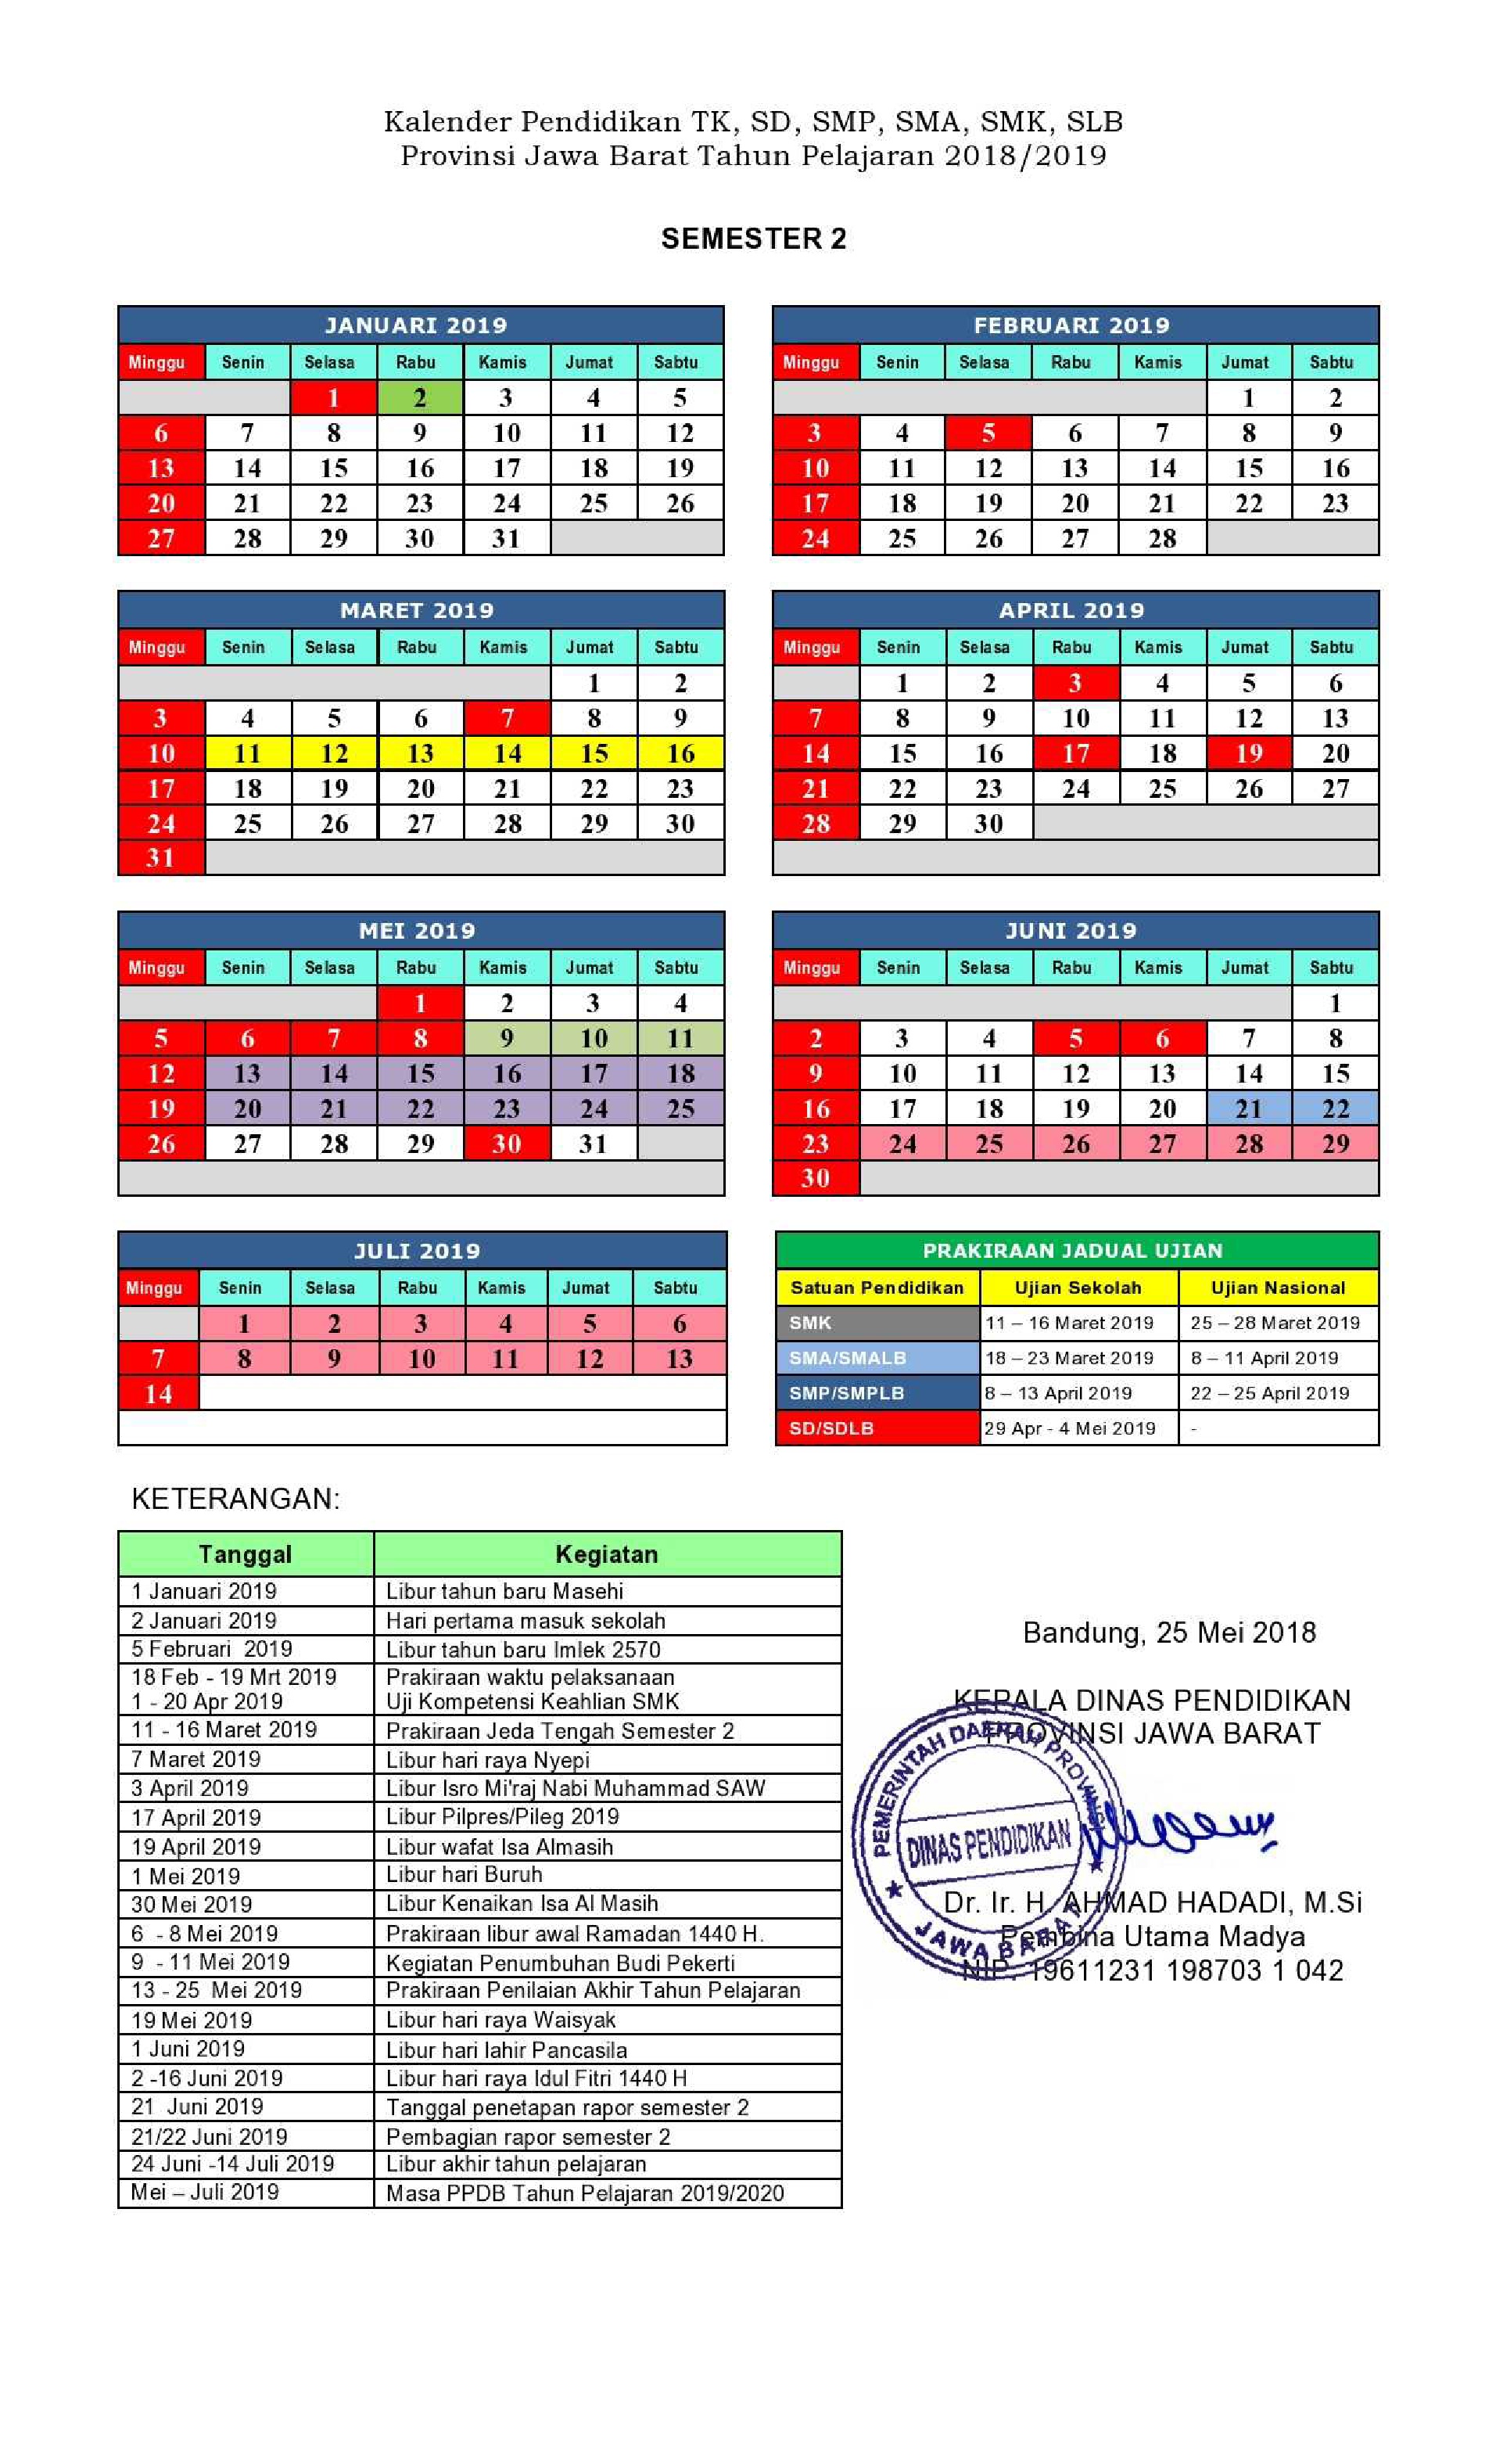 Kalender Pendidikan TK, SD, SMP, SMA, SMK, SLB
Provinsi Jawa Barat Tahun Pelajaran 2018/2019
SEMESTER 2
JANUARI 2019
Minggu Senin Selasa Rabu Kamis Jumat Sabtu
1 2 3 4 5
6 7 8 9 10 11 12
13 14 15 16 17 18 19
20 21 22 23 24 25 26
27 28 29 30 31
FEBRUARI 2019
Minggu Senin Selasa Rabu Kamis Jumat Sabtu
1 2
3 4 5 6 7 8 9
10 11 12 13 14 15 16
17 18 19 20 21 22 23
24 25 26 27 28
MARET 2019
Minggu Senin Selasa Rabu Kamis Jumat Sabtu
1 2
3 4 5 6 7 8 9
10 11 12 13 14 15 16
17 18 19 20 21 22 23
24 25 26 27 28 29 30
31
APRIL 2019
Minggu Senin Selasa Rabu Kamis Jumat Sabtu
1 2 3 4 5 6
7 8 9 10 11 12 13
14 15 16 17 18 19 20
21 22 23 24 25 26 27
28 29 30
MEI 2019
Minggu Senin Selasa Rabu Kamis Jumat Sabtu
1 2 3 4
5 6 7 8 9 10 11
12 13 14 15 16 17 18
19 20 21 22 23 24 25
26 27 28 29 30 31
JUNI 2019
Minggu Senin Selasa Rabu Kamis Jumat Sabtu
1
2 3 4 5 6 7 8
9 10 11 12 13 14 15
16 17 18 19 20 21 22
23 24 25 26 27 28 29
30
JULI 2019
Minggu Senin Selasa Rabu Kamis Jumat Sabtu
1 2 3 4 5 6
7 8 9 10 11 12 13
14
PRAKIRAAN JADUAL UJIAN
Satuan Pendidikan Ujian Sekolah Ujian Nasional
SMK 11 – 16 Maret 2019 25 – 28 Maret 2019
SMA/SMALB 18 – 23 Maret 2019 8 – 11 April 2019
SMP/SMPLB 8 – 13 April 2019 22 – 25 April 2019
SD/SDLB 29 Apr - 4 Mei 2019 -
KETERANGAN:
Tanggal Kegiatan
1 Januari 2019 Libur tahun baru Masehi
2 Januari 2019 Hari pertama masuk sekolah
5 Februari 2019 Libur tahun baru Imlek 2570
18 Feb - 19 Mrt 2019 Prakiraan waktu pelaksanaan
1 - 20 Apr 2019 Uji Kompetensi Keahlian SMK
11 - 16 Maret 2019 Prakiraan Jeda Tengah Semester 2
7 Maret 2019 Libur hari raya Nyepi
3 April 2019 Libur Isro Mi'raj Nabi Muhammad SAW
17 April 2019 Libur Pilpres/Pileg 2019
19 April 2019 Libur wafat Isa Almasih
1 Mei 2019 Libur hari Buruh
30 Mei 2019 Libur Kenaikan Isa Al Masih
6 - 8 Mei 2019 Prakiraan libur awal Ramadan 1440 H.
9 - 11 Mei 2019 Kegiatan Penumbuhan Budi Pekerti
13 - 25 Mei 2019 Prakiraan Penilaian Akhir Tahun Pelajaran
19 Mei 2019 Libur hari raya Waisyak
1 Juni 2019 Libur hari lahir Pancasila
2 -16 Juni 2019 Libur hari raya Idul Fitri 1440 H
21 Juni 2019 Tanggal penetapan rapor semester 2
21/22 Juni 2019 Pembagian rapor semester 2
24 Juni -14 Juli 2019 Libur akhir tahun pelajaran
Mei – Juli 2019 Masa PPDB Tahun Pelajaran 2019/2020
Bandung, 25 Mei 2018
KEPALA DINAS PENDIDIKAN
PROVINSI JAWA BARAT
PEMERINTAH DAERAH PROVINSI
DINAS PENDIDIKAN
JAWA BARAT
Dr. Ir. H. AHMAD HADADI, M.Si
Pembina Utama Madya
NIP. 19611231 198703 1 042